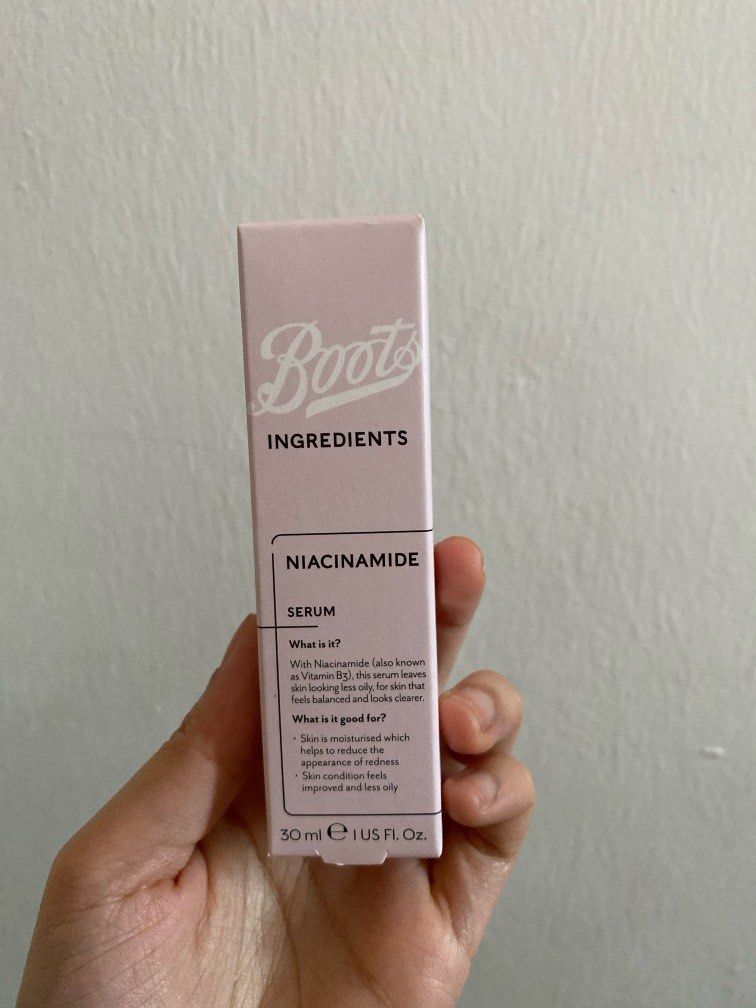 Boots
INGREDIENTS
NIACINAMIDE
SERUM
What is it?
With Niacinamide (also known
as Vitamin B3), this serum leaves
skin looking less oily, for skin that
feels balanced and looks clearer.
What is it good for?
• Skin is moisturised which
helps to reduce the
appearance of redness
• Skin condition feels
improved and less oily
30 ml ℮ 1 US Fl. Oz.